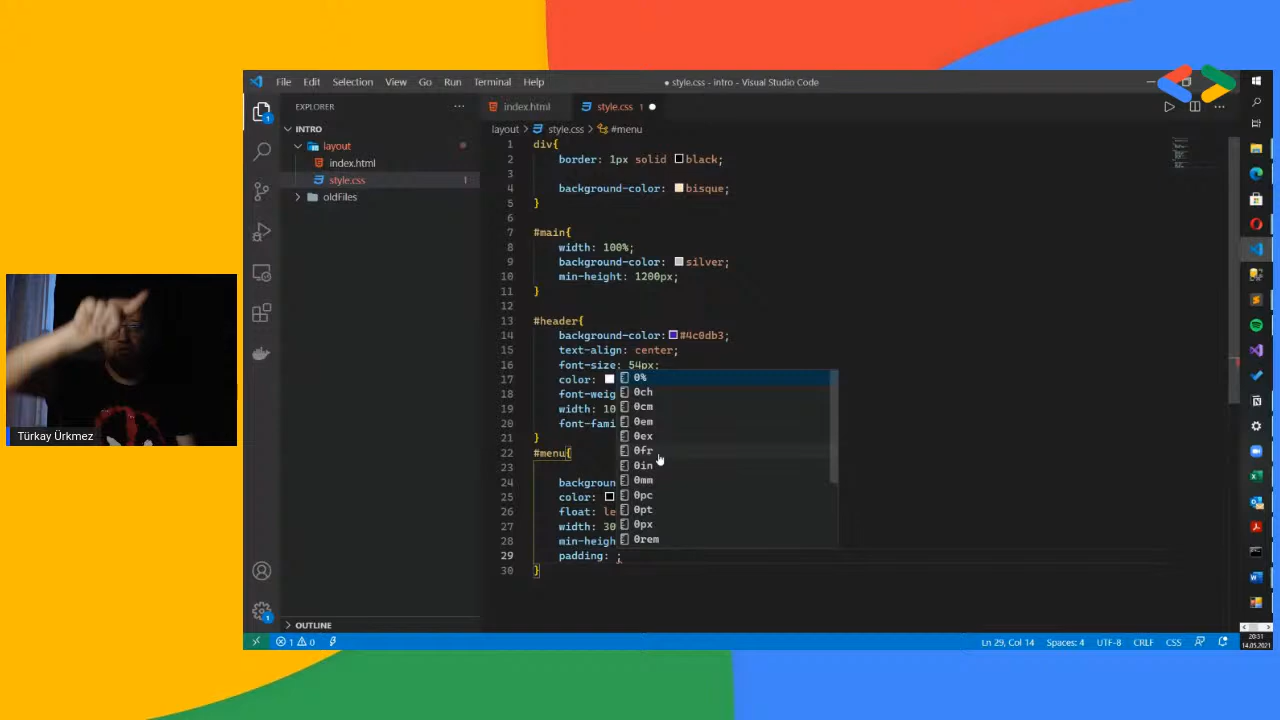 File Edit Selection View Go Run Terminal Help
● style.css - intro - Visual Studio Code
EXPLORER
INTRO
layout
index.html
style.css 1
oldFiles
OUTLINE
index.html
style.css 1
layout > style.css > #menu
1 div{
2 border: 1px solid black;
3
4 background-color: bisque;
5 }
6
7 #main{
8 width: 100%;
9 background-color: silver;
10 min-height: 1200px;
11 }
12
13 #header{
14 background-color: #4c0db3;
15 text-align: center;
16 font-size: 54px;
17 color:
18 font-weig
19 width: 10
20 font-fami
21 }
22 #menu{
23
24 backgroun
25 color:
26 float: le
27 width: 30
28 min-heigh
29 padding: ;
30 }
0%
0ch
0cm
0em
0ex
0fr
0in
0mm
0pc
0pt
0px
0rem
Türkay Ürkmez
1 0
Ln 29, Col 14 Spaces: 4 UTF-8 CRLF CSS
20:31
14.05.2021